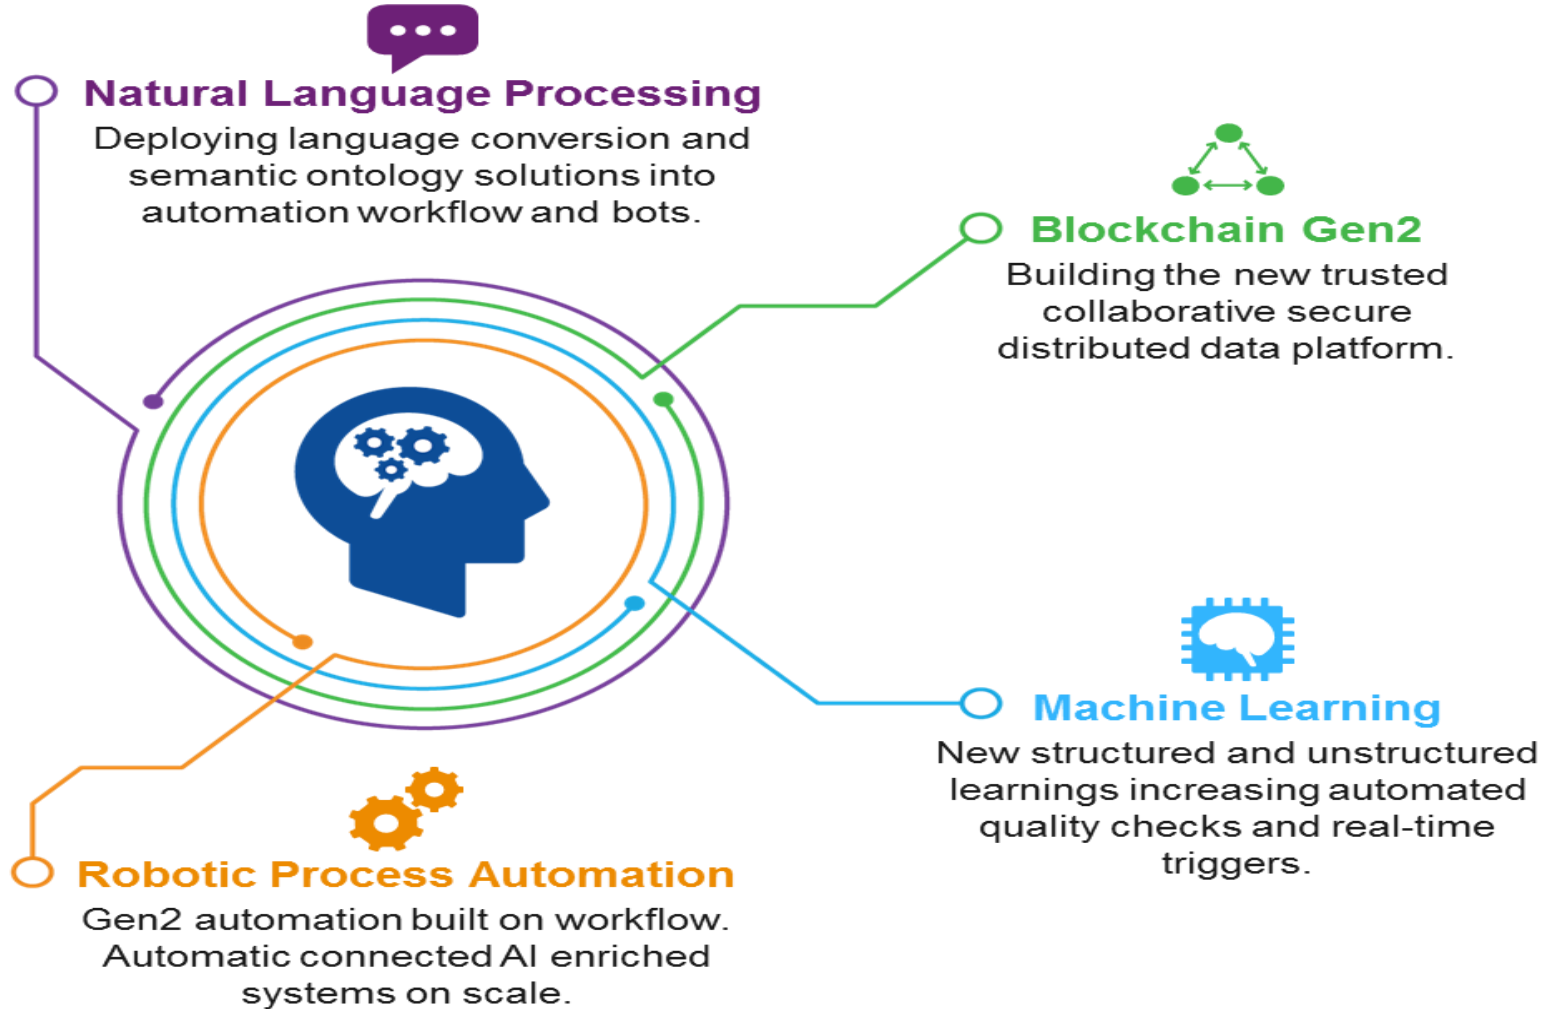 Natural Language Processing
Deploying language conversion and
semantic ontology solutions into
automation workflow and bots.
Blockchain Gen2
Building the new trusted
collaborative secure
distributed data platform.
Machine Learning
New structured and unstructured
learnings increasing automated
quality checks and real-time
triggers.
Robotic Process Automation
Gen2 automation built on workflow.
Automatic connected AI enriched
systems on scale.